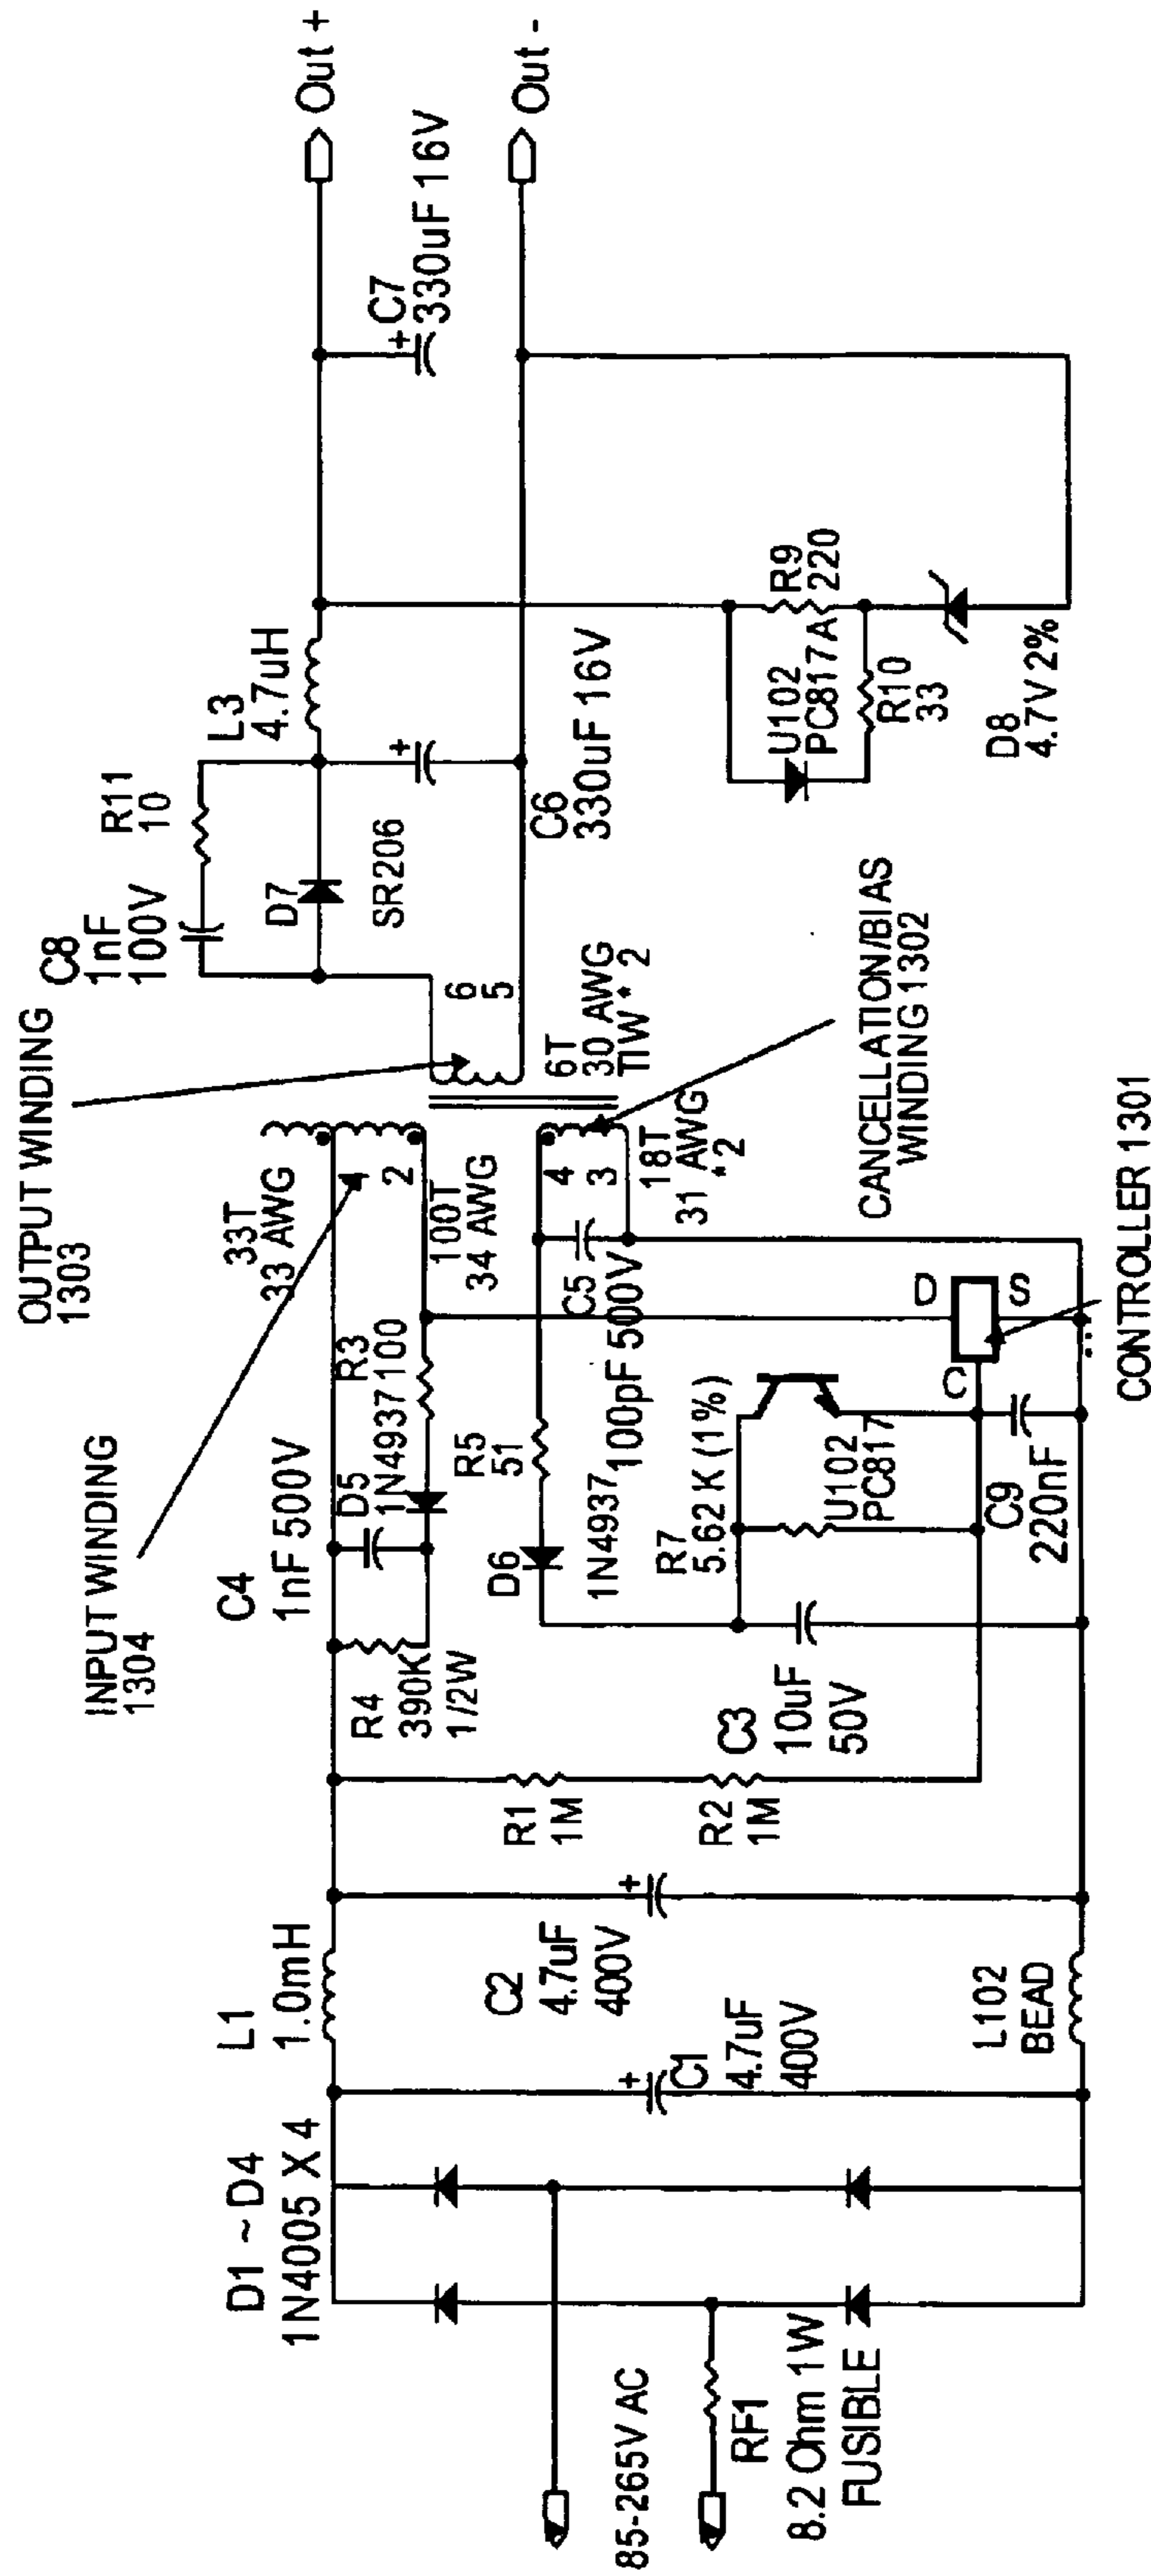 D1 ~ D4
1N4005 X 4
85-265V AC
RF1
8.2 Ohm 1W
FUSIBLE
L1
1.0mH
C1
4.7uF
400V
C2
4.7uF
400V
L102
BEAD
R1
1M
R2
1M
INPUT WINDING
1304
C4
1nF 500V
R4
390K
1/2W
D5
1N4937
R3
100
C3
10uF
50V
D6
1N4937
R5
51
R7
5.62 K (1%)
U102
PC817
C9
220nF
C5
100pF 500V
D
S
C
CONTROLLER 1301
33T
33 AWG
1
2
100T
34 AWG
4
3
18T
31 AWG
* 2
CANCELLATION/BIAS
WINDING 1302
OUTPUT WINDING
1303
6
5
6T
30 AWG
TIW * 2
C8
1nF
100V
R11
10
D7
SR206
L3
4.7uH
+
C6
330uF 16V
+
C7
330uF 16V
+
+
U102
PC817A
R9
220
R10
33
D8
4.7V 2%
Out +
Out -